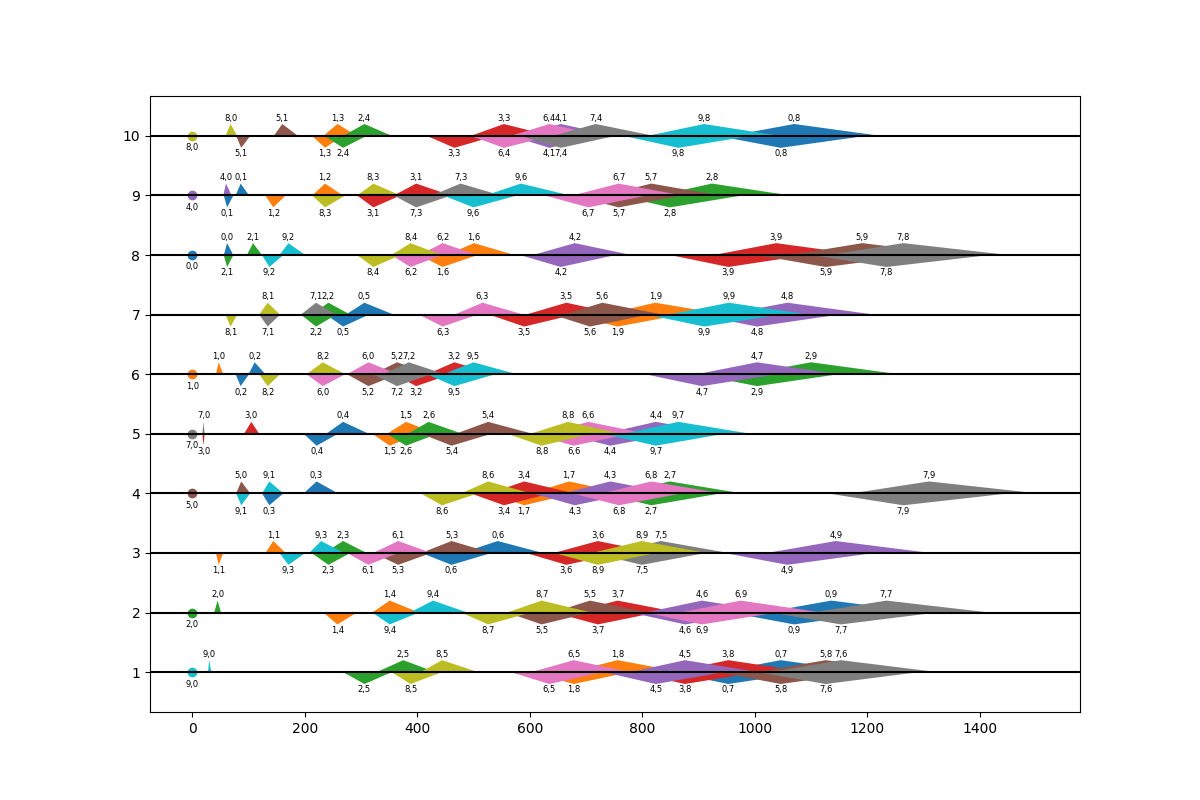 8,0 5,1 1,3 2,4 3,3 6,4 4,1 7,4 9,8 0,8
10
8,0 5,1 1,3 2,4 3,3 6,4 4,1 7,4 9,8 0,8
4,0 0,1 1,2 8,3 3,1 7,3 9,6 6,7 5,7 2,8
9
4,0 0,1 1,2 8,3 3,1 7,3 9,6 6,7 5,7 2,8
0,0 2,1 9,2 8,4 6,2 1,6 4,2 3,9 5,9 7,8
8
0,0 2,1 9,2 8,4 6,2 1,6 4,2 3,9 5,9 7,8
8,1 7,1 2,2 0,5 6,3 3,5 5,6 1,9 9,9 4,8
7
8,1 7,1 2,2 0,5 6,3 3,5 5,6 1,9 9,9 4,8
1,0 0,2 8,2 6,0 5,2 7,2 3,2 9,5 4,7 2,9
6
1,0 0,2 8,2 6,0 5,2 7,2 3,2 9,5 4,7 2,9
7,0 3,0 0,4 1,5 2,6 5,4 8,8 6,6 4,4 9,7
5
7,0 3,0 0,4 1,5 2,6 5,4 8,8 6,6 4,4 9,7
5,0 9,1 0,3 8,6 3,4 1,7 4,3 6,8 2,7 7,9
4
5,0 9,1 0,3 8,6 3,4 1,7 4,3 6,8 2,7 7,9
1,1 9,3 2,3 6,1 5,3 0,6 3,6 8,9 7,5 4,9
3
1,1 9,3 2,3 6,1 5,3 0,6 3,6 8,9 7,5 4,9
2,0 1,4 9,4 8,7 5,5 3,7 4,6 6,9 0,9 7,7
2
2,0 1,4 9,4 8,7 5,5 3,7 4,6 6,9 0,9 7,7
9,0 2,5 8,5 6,5 1,8 4,5 3,8 0,7 5,8 7,6
1
9,0 2,5 8,5 6,5 1,8 4,5 3,8 0,7 5,8 7,6
0 200 400 600 800 1000 1200 1400